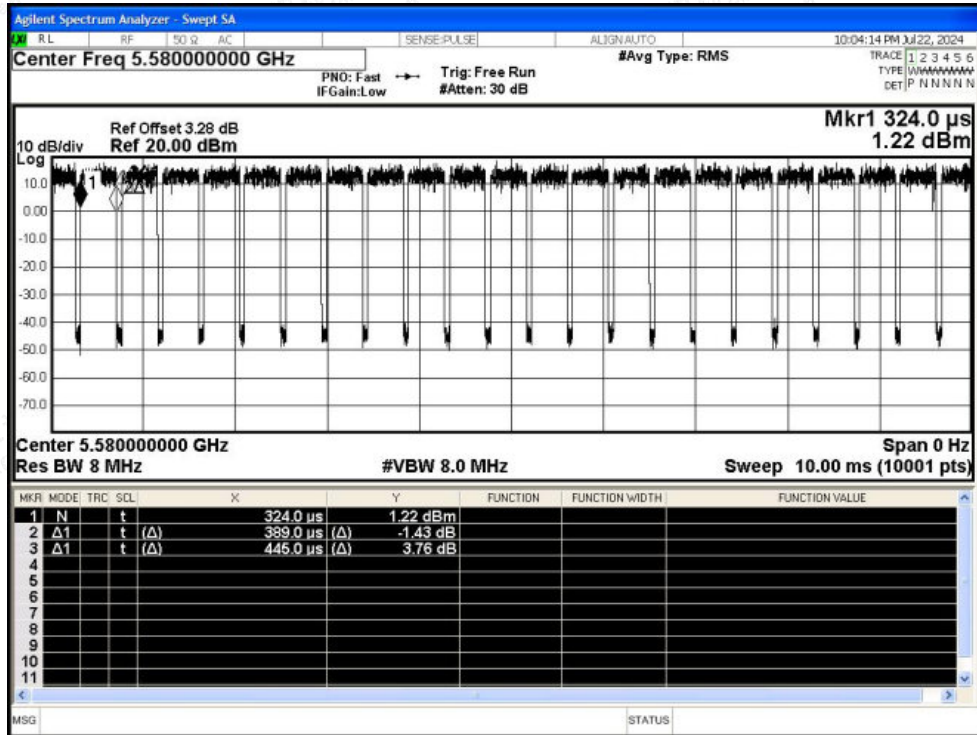 Agilent Spectrum Analyzer - Swept SA
LXI RL RF 50 Ω AC SENSE:PULSE ALIGNAUTO 10:04:14 PM Jul 22, 2024
Center Freq 5.580000000 GHz #Avg Type: RMS TRACE 1 2 3 4 5 6
PNO: Fast Trig: Free Run TYPE WWWWWW
IFGain:Low #Atten: 30 dB DET P N N N N N
Mkr1 324.0 µs
Ref Offset 3.28 dB
10 dB/div Ref 20.00 dBm 1.22 dBm
Log
10.0
0.00
-10.0
-20.0
-30.0
-40.0
-50.0
-60.0
-70.0
1
Center 5.580000000 GHz Span 0 Hz
Res BW 8 MHz #VBW 8.0 MHz Sweep 10.00 ms (10001 pts)
MKR MODE TRC SCL X Y FUNCTION FUNCTION WIDTH FUNCTION VALUE
1 N t 324.0 µs 1.22 dBm
2 Δ1 t (Δ) 389.0 µs (Δ) -1.43 dB
3 Δ1 t (Δ) 445.0 µs (Δ) 3.76 dB
4
5
6
7
8
9
10
11
MSG STATUS